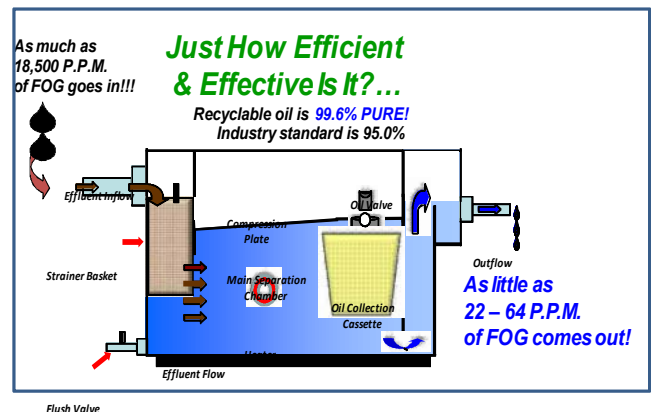 As much as
18,500 P.P.M.
of FOG goes in!!!
Just How Efficient
& Effective Is It?...
Recyclable oil is 99.6% PURE!
Industry standard is 95.0%
Effluent Inflow
Oil Valve
Compression
Plate
Strainer Basket
Main Separation
Chamber
Oil Collection
Cassette
Outflow
As little as
22 – 64 P.P.M.
of FOG comes out!
Heater
Effluent Flow
Flush Valve